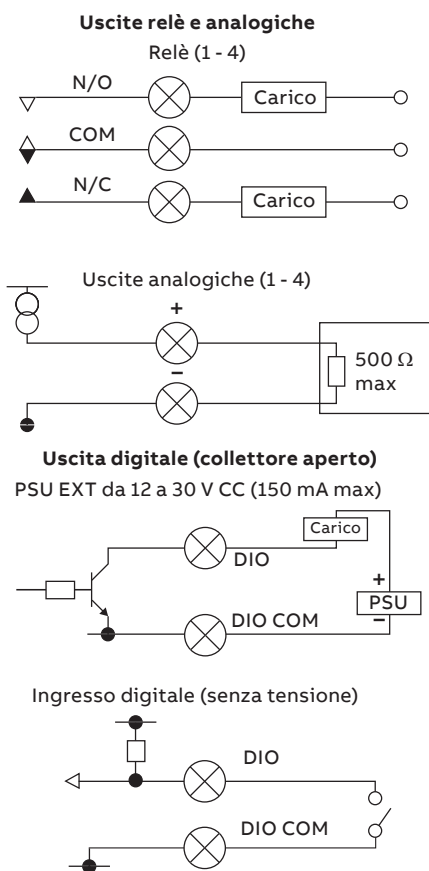 Uscite relè e analogiche
Relè (1 - 4)
N/O
Carico
COM
N/C
Carico
Uscite analogiche (1 - 4)
+
–
500 Ω
max
Uscita digitale (collettore aperto)
PSU EXT da 12 a 30 V CC (150 mA max)
Carico
DIO
+
PSU
–
DIO COM
Ingresso digitale (senza tensione)
DIO
DIO COM